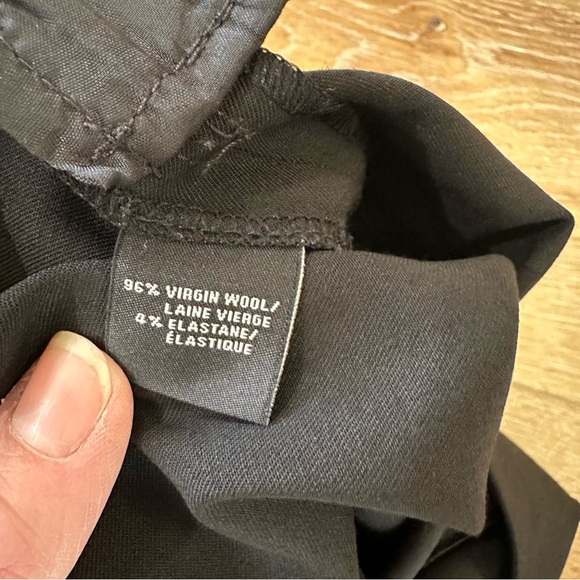 96% VIRGIN WOOL/
LAINE VIERGE
4% ELASTANE/
ÉLASTIQUE